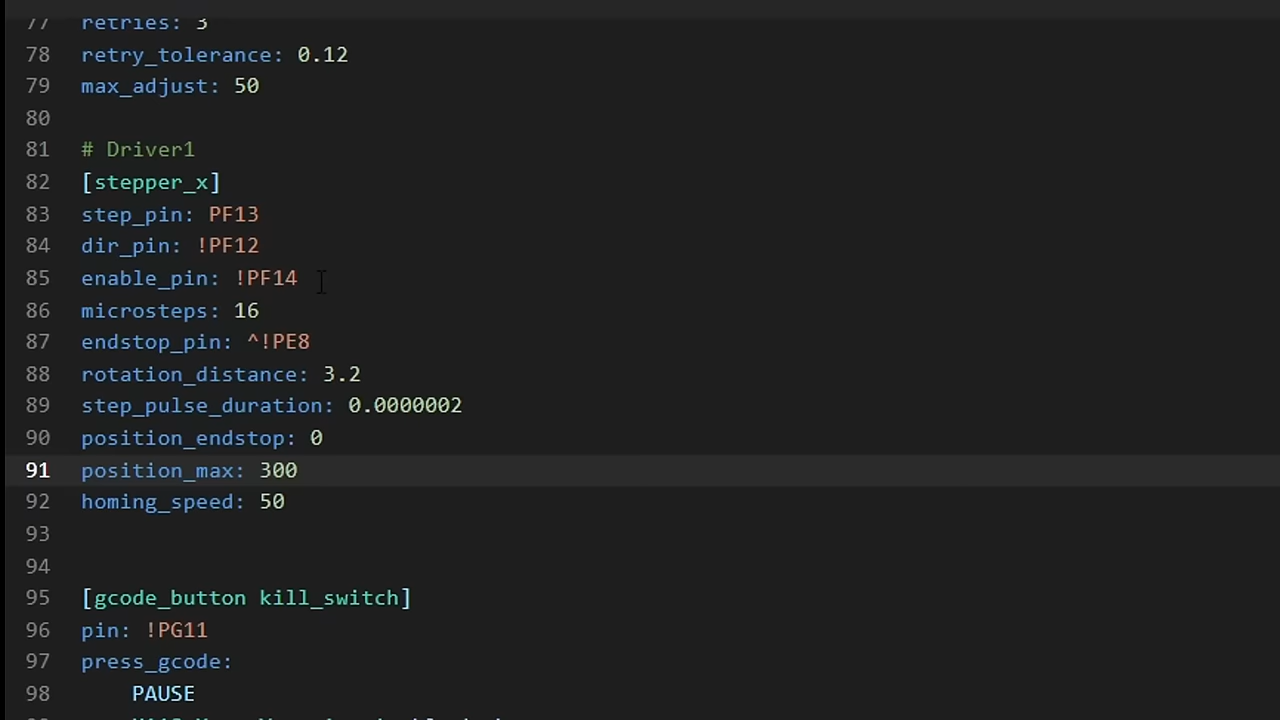 77 retries: 3
78 retry_tolerance: 0.12
79 max_adjust: 50
80
81 # Driver1
82 [stepper_x]
83 step_pin: PF13
84 dir_pin: !PF12
85 enable_pin: !PF14
86 microsteps: 16
87 endstop_pin: ^!PE8
88 rotation_distance: 3.2
89 step_pulse_duration: 0.0000002
90 position_endstop: 0
91 position_max: 300
92 homing_speed: 50
93
94
95 [gcode_button kill_switch]
96 pin: !PG11
97 press_gcode:
98 PAUSE